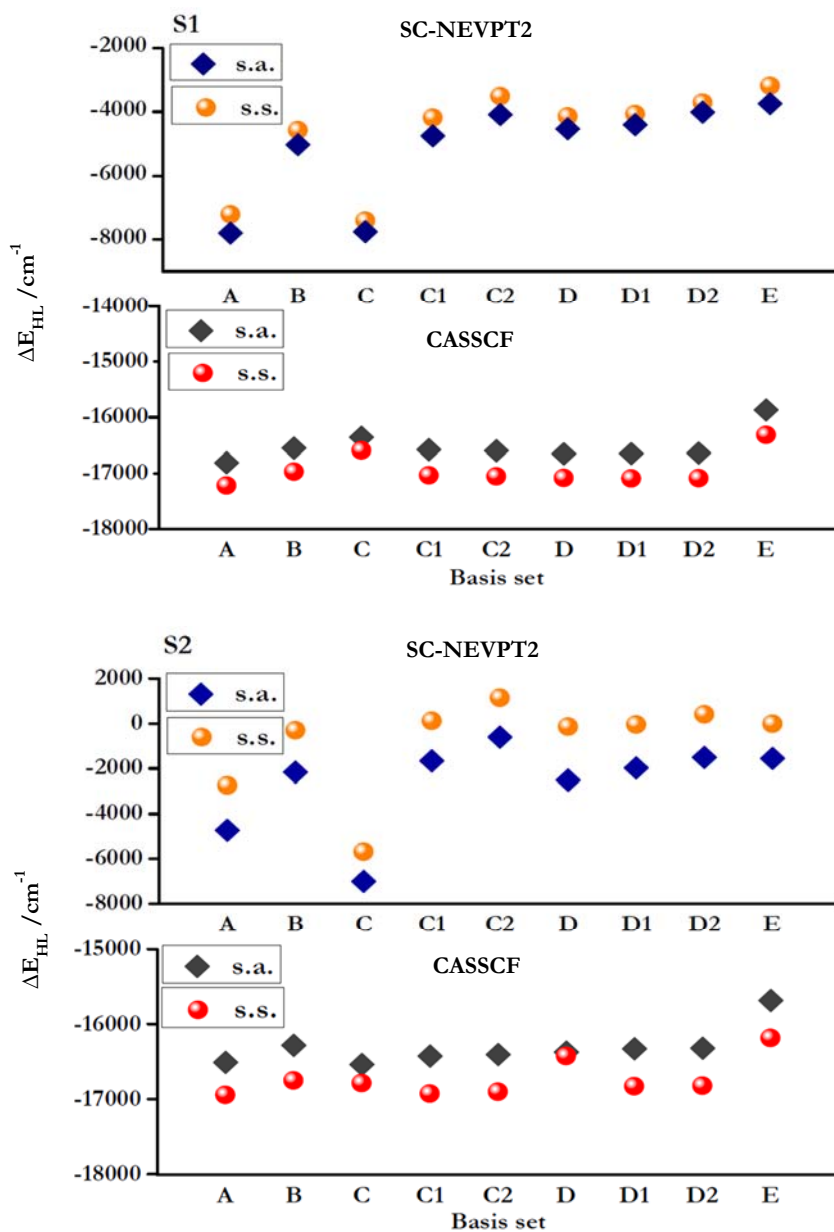 S1
SC-NEVPT2
-2000
s.a.
-4000
s.s.
-6000
-8000
A B C C1 C2 D D1 D2 E
ΔE_HL /cm⁻¹
-14000
s.a.
CASSCF
-15000
s.s.
-16000
-17000
-18000
A B C C1 C2 D D1 D2 E
Basis set
S2
SC-NEVPT2
2000
s.a.
0
s.s.
-2000
-4000
-6000
-8000
A B C C1 C2 D D1 D2 E
ΔE_HL /cm⁻¹
-15000
s.a.
CASSCF
-16000
s.s.
-17000
-18000
A B C C1 C2 D D1 D2 E
Basis set